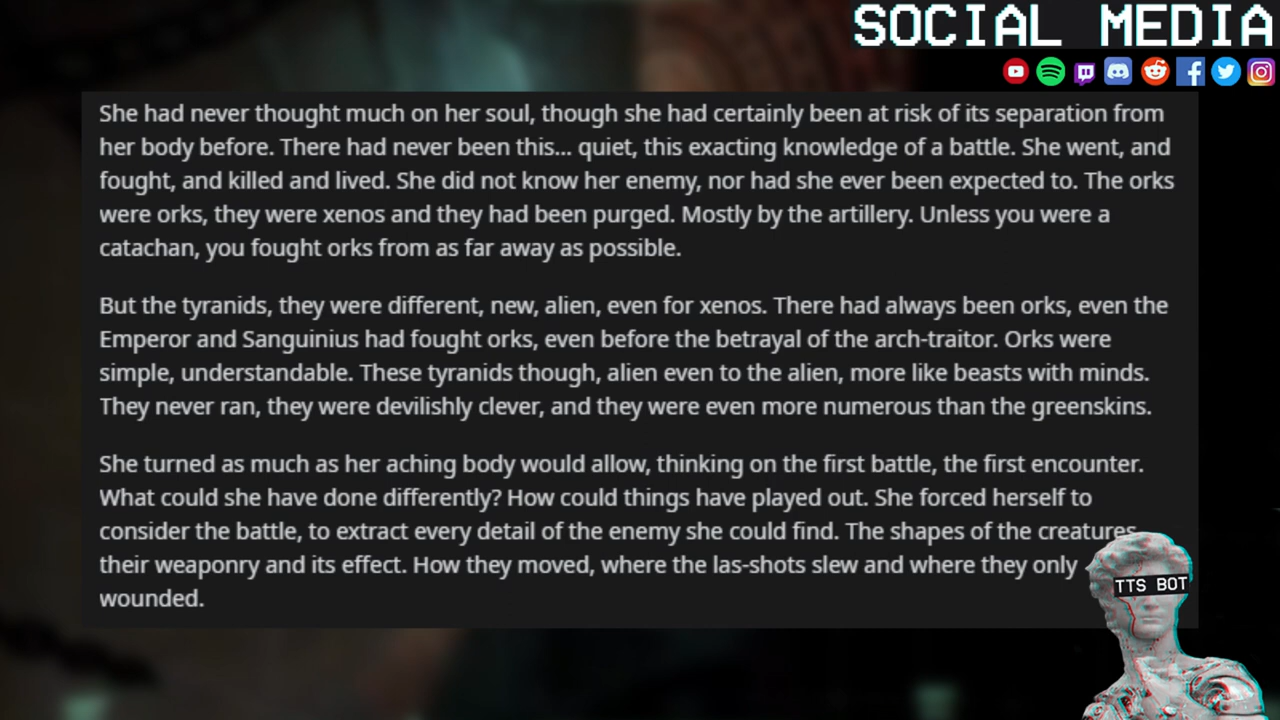 SOCIAL MEDIA
She had never thought much on her soul, though she had certainly been at risk of its separation from
her body before. There had never been this... quiet, this exacting knowledge of a battle. She went, and
fought, and killed and lived. She did not know her enemy, nor had she ever been expected to. The orks
were orks, they were xenos and they had been purged. Mostly by the artillery. Unless you were a
catachan, you fought orks from as far away as possible.
But the tyranids, they were different, new, alien, even for xenos. There had always been orks, even the
Emperor and Sanguinius had fought orks, even before the betrayal of the arch-traitor. Orks were
simple, understandable. These tyranids though, alien even to the alien, more like beasts with minds.
They never ran, they were devilishly clever, and they were even more numerous than the greenskins.
She turned as much as her aching body would allow, thinking on the first battle, the first encounter.
What could she have done differently? How could things have played out. She forced herself to
consider the battle, to extract every detail of the enemy she could find. The shapes of the creatures
their weaponry and its effect. How they moved, where the las-shots slew and where they only
wounded.
TTS BOT